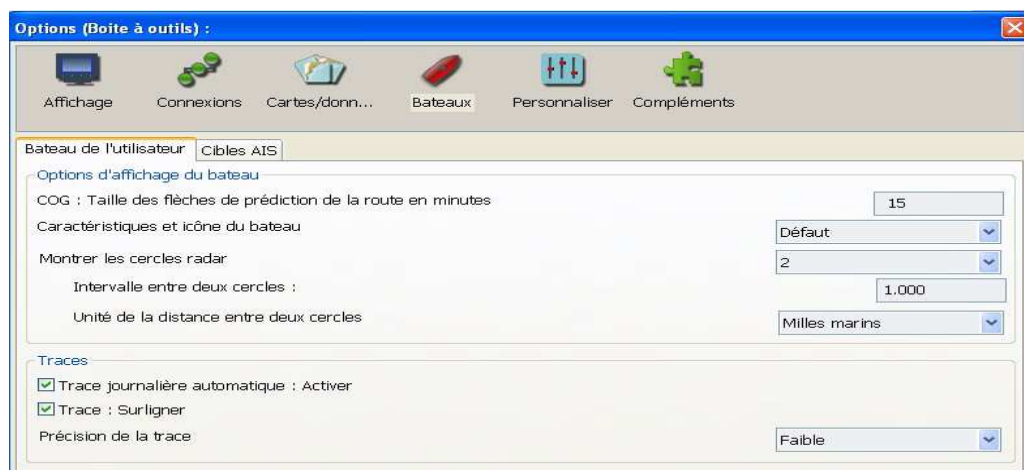 Options (Boite à outils) :
Affichage Connexions Cartes/donn... Bateaux Personnaliser Compléments
Bateau de l'utilisateur Cibles AIS
Options d'affichage du bateau
COG : Taille des flèches de prédiction de la route en minutes 15
Caractéristiques et icône du bateau Défaut
Montrer les cercles radar 2
Intervalle entre deux cercles : 1.000
Unité de la distance entre deux cercles Milles marins
Traces
Trace journalière automatique : Activer
Trace : Surligner
Précision de la trace Faible